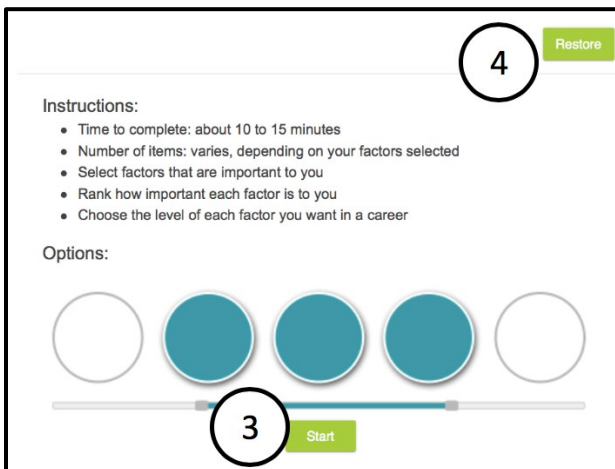 4
Restore
Instructions:
• Time to complete: about 10 to 15 minutes
• Number of items: varies, depending on your factors selected
• Select factors that are important to you
• Rank how important each factor is to you
• Choose the level of each factor you want in a career
Options:
3
Start